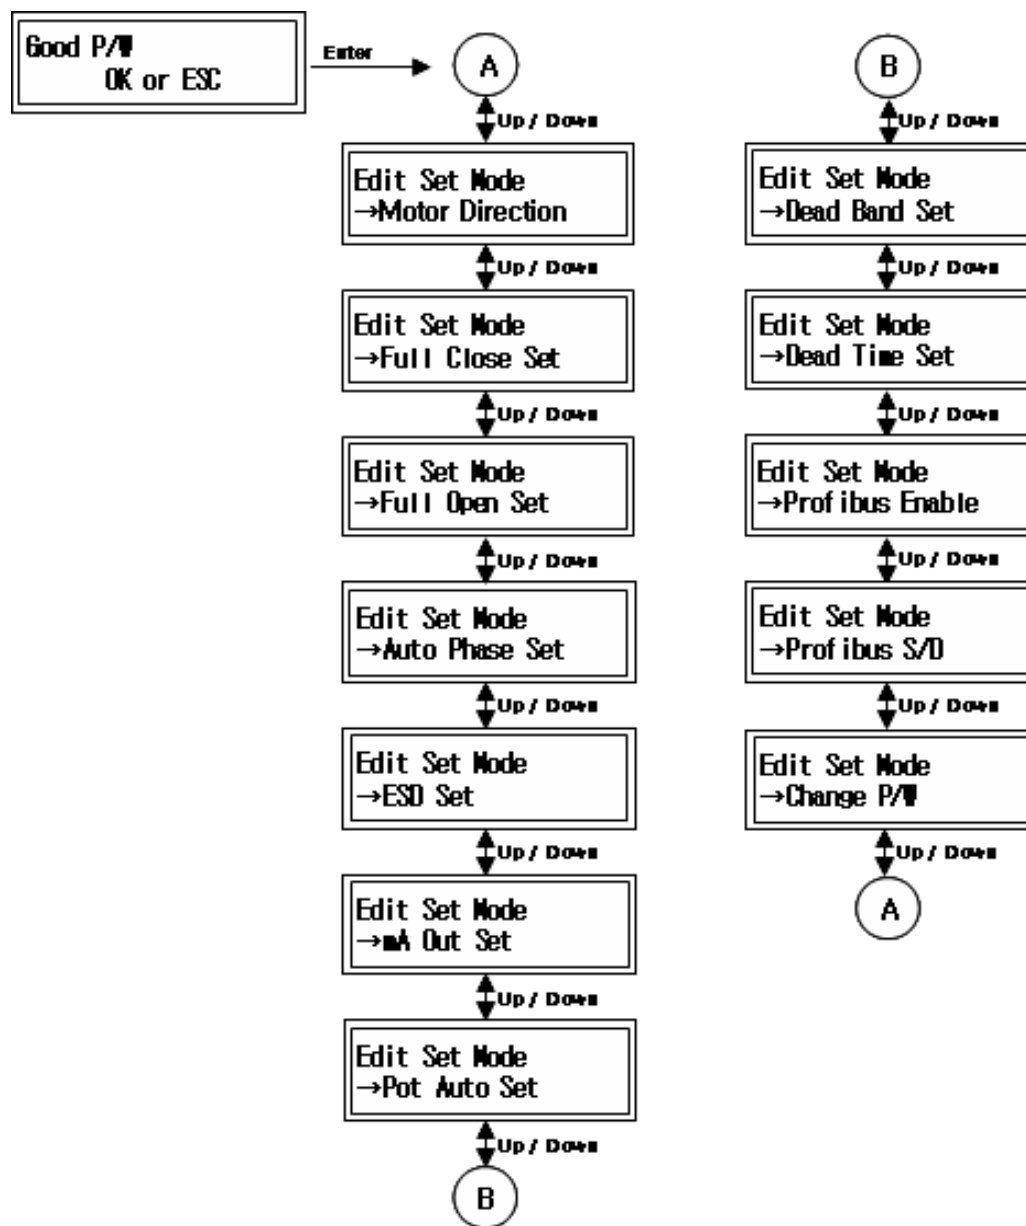 Good P/W
OK or ESC
Enter
A
Up / Down
Edit Set Mode
→Motor Direction
Up / Down
Edit Set Mode
→Full Close Set
Up / Down
Edit Set Mode
→Full Open Set
Up / Down
Edit Set Mode
→Auto Phase Set
Up / Down
Edit Set Mode
→ESD Set
Up / Down
Edit Set Mode
→mA Out Set
Up / Down
Edit Set Mode
→Pot Auto Set
Up / Down
B
B
Up / Down
Edit Set Mode
→Dead Band Set
Up / Down
Edit Set Mode
→Dead Time Set
Up / Down
Edit Set Mode
→Profibus Enable
Up / Down
Edit Set Mode
→Profibus S/D
Up / Down
Edit Set Mode
→Change P/W
Up / Down
A